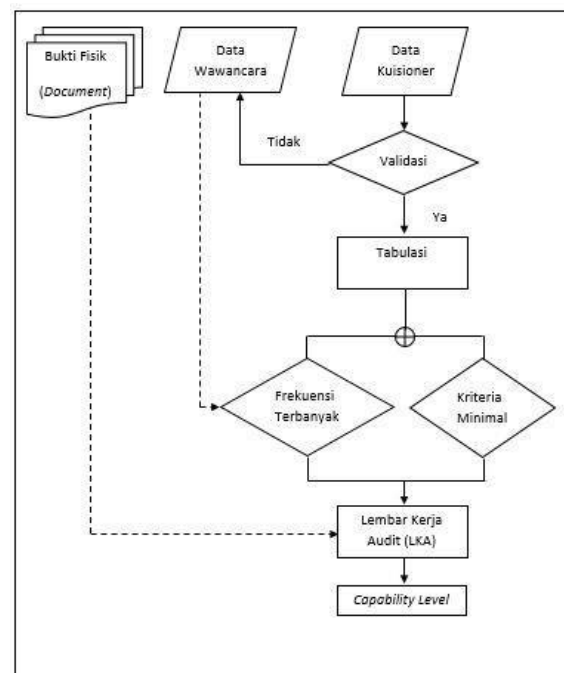 Bukti Fisik
(Document)
Data
Wawancara
Data
Kuisioner
Tidak
Validasi
Ya
Tabulasi
Frekuensi
Terbanyak
Kriteria
Minimal
Lembar Kerja
Audit (LKA)
Capability Level